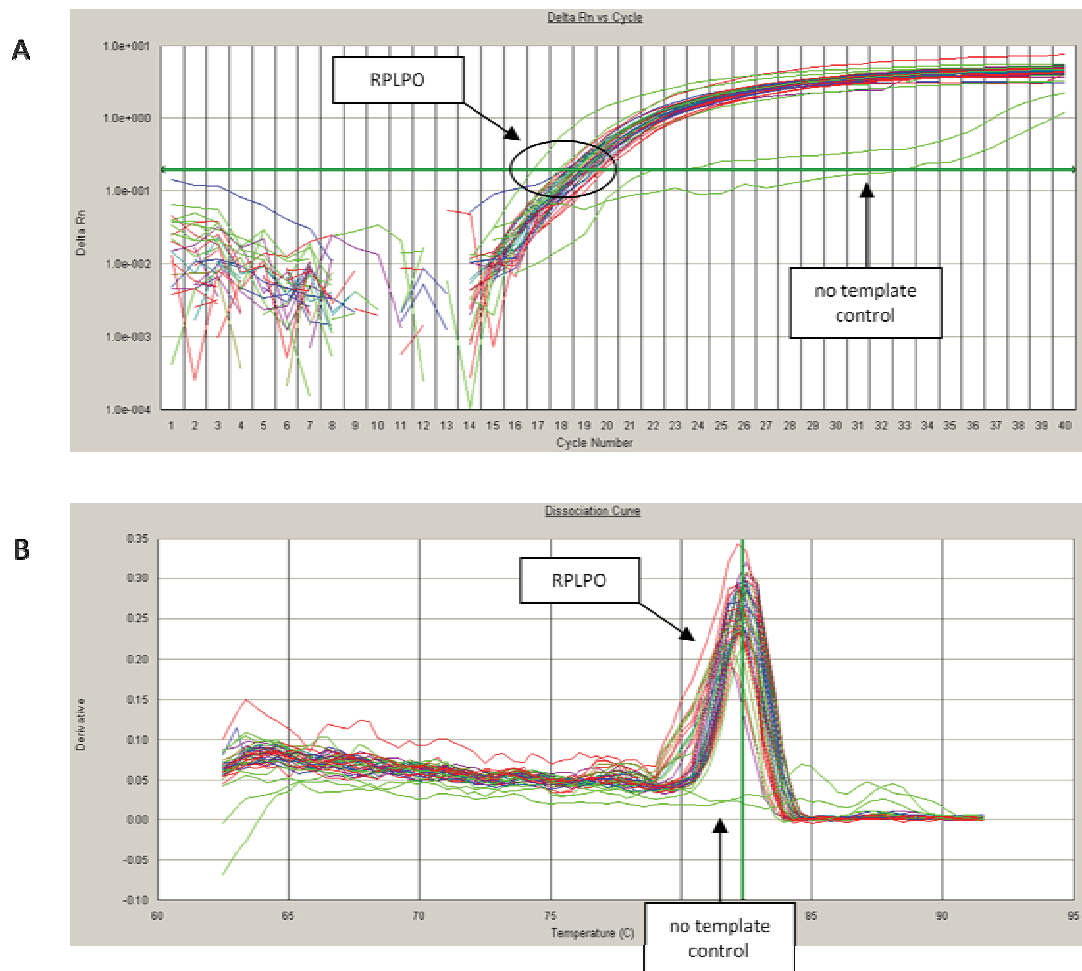 A
Delta Rn vs Cycle
Delta Rn
1.0e+001
1.0e+000
1.0e-001
1.0e-002
1.0e-003
1.0e-004
RPLPO
no template
control
1 2 3 4 5 6 7 8 9 10 11 12 13 14 15 16 17 18 19 20 21 22 23 24 25 26 27 28 29 30 31 32 33 34 35 36 37 38 39 40
Cycle Number
B
Dissociation Curve
Derivative
0.35
0.30
0.25
0.20
0.15
0.10
0.05
0.00
-0.05
-0.10
RPLPO
60 65 70 75 85 90 95
Temperature (C)
no template
control